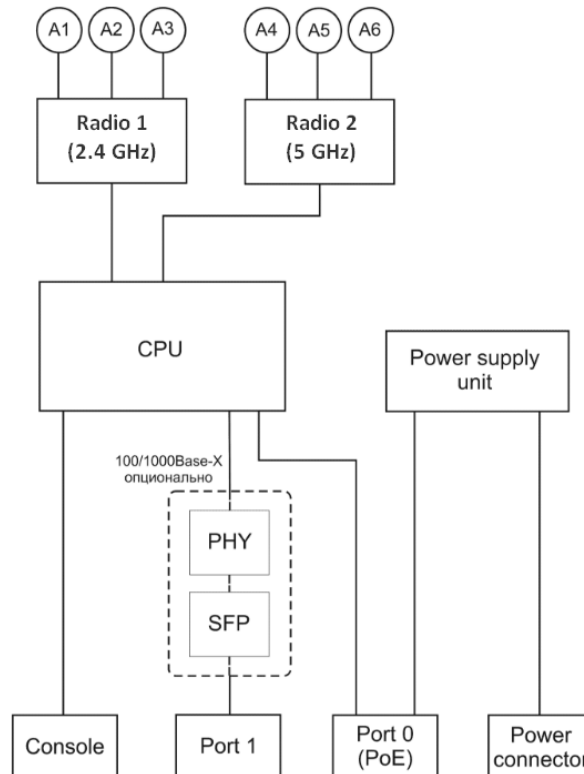 A1 A2 A3 A4 A5 A6
Radio 1
(2.4 GHz)
Radio 2
(5 GHz)
CPU
Power supply
unit
100/1000Base-X
опционально
PHY
SFP
Console
Port 1
Port 0
(PoE)
Power
connector